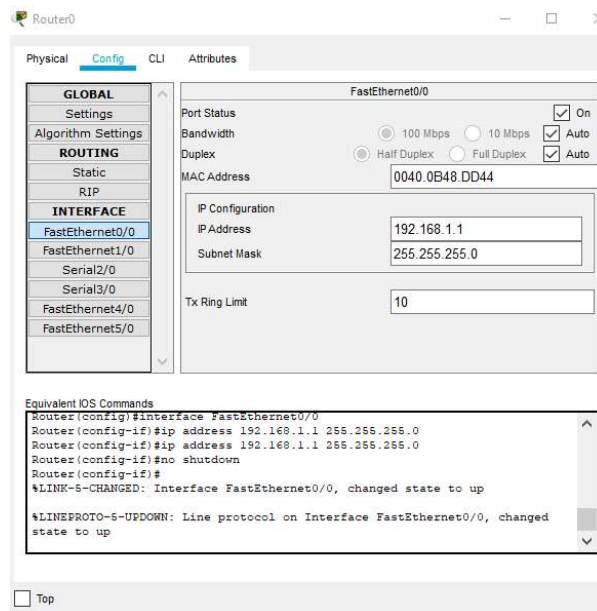 Router0
Physical Config CLI Attributes
GLOBAL
Settings
Algorithm Settings
ROUTING
Static
RIP
INTERFACE
FastEthernet0/0
FastEthernet1/0
Serial2/0
Serial3/0
FastEthernet4/0
FastEthernet5/0
FastEthernet0/0
Port Status On
Bandwidth 100 Mbps 10 Mbps Auto
Duplex Half Duplex Full Duplex Auto
MAC Address 0040.0B48.DD44
IP Configuration
IP Address 192.168.1.1
Subnet Mask 255.255.255.0
Tx Ring Limit 10
Equivalent IOS Commands
Router(config)#interface FastEthernet0/0
Router(config-if)#ip address 192.168.1.1 255.255.255.0
Router(config-if)#ip address 192.168.1.1 255.255.255.0
Router(config-if)#no shutdown
Router(config-if)#
%LINK-5-CHANGED: Interface FastEthernet0/0, changed state to up
%LINEPROTO-5-UPDOWN: Line protocol on Interface FastEthernet0/0, changed
state to up
Top